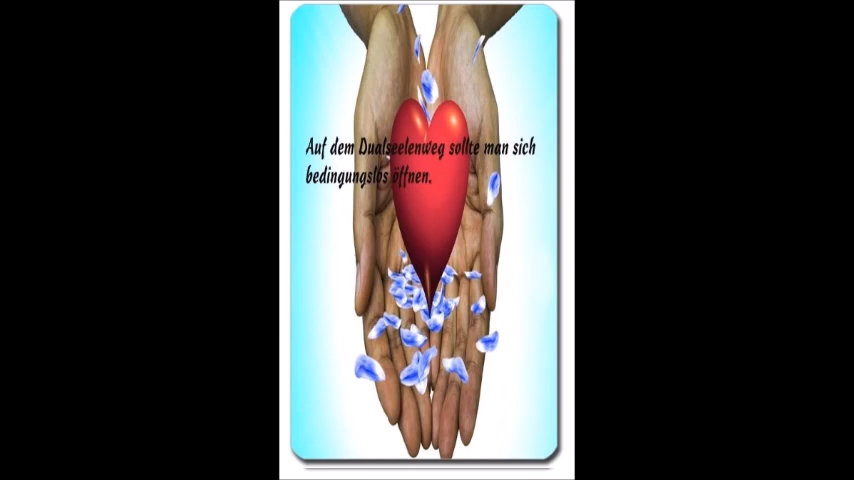 Auf dem Dualseelenweg sollte man sich
bedingungslos öffnen.